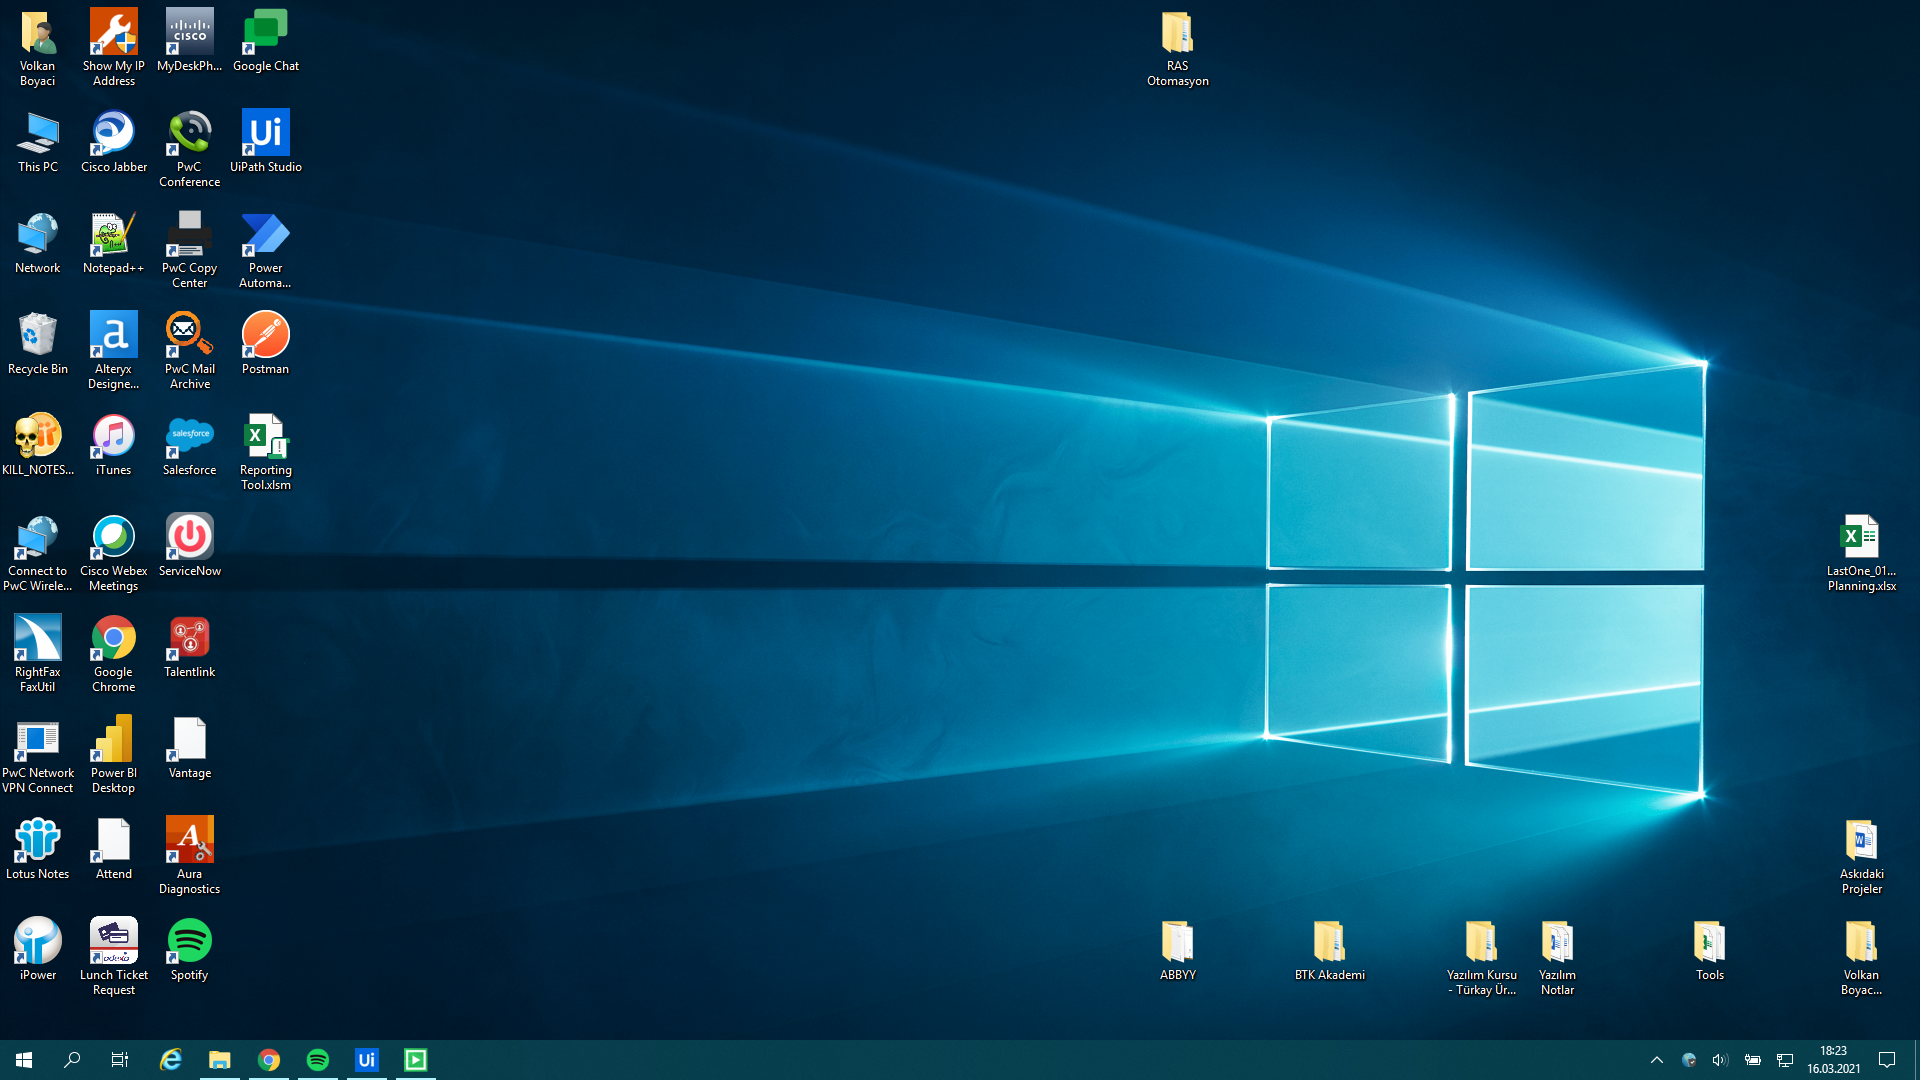 Volkan
Boyaci
Show My IP
Address
CISCO
MyDeskPh...
Google Chat
RAS
Otomasyon
This PC
Cisco Jabber
PwC
Conference
Ui
UiPath Studio
Network
Notepad++
PwC Copy
Center
Power
Automa...
Recycle Bin
a
Alteryx
Designe...
PwC Mail
Archive
Postman
KILL_NOTES...
iTunes
salesforce
Salesforce
X
Reporting
Tool.xlsm
Connect to
PwC Wirele...
Cisco Webex
Meetings
ServiceNow
X
LastOne_01...
Planning.xlsx
RightFax
FaxUtil
Google
Chrome
Talentlink
PwC Network
VPN Connect
Power BI
Desktop
Vantage
Lotus Notes
Attend
A
Aura
Diagnostics
W
Askıdaki
Projeler
iPower
Lunch Ticket
Request
Spotify
ABBYY
BTK Akademi
Yazılım Kursu
- Türkay Ür...
Yazılım
Notlar
Tools
Volkan
Boyac...
Ui
18:23
16.03.2021